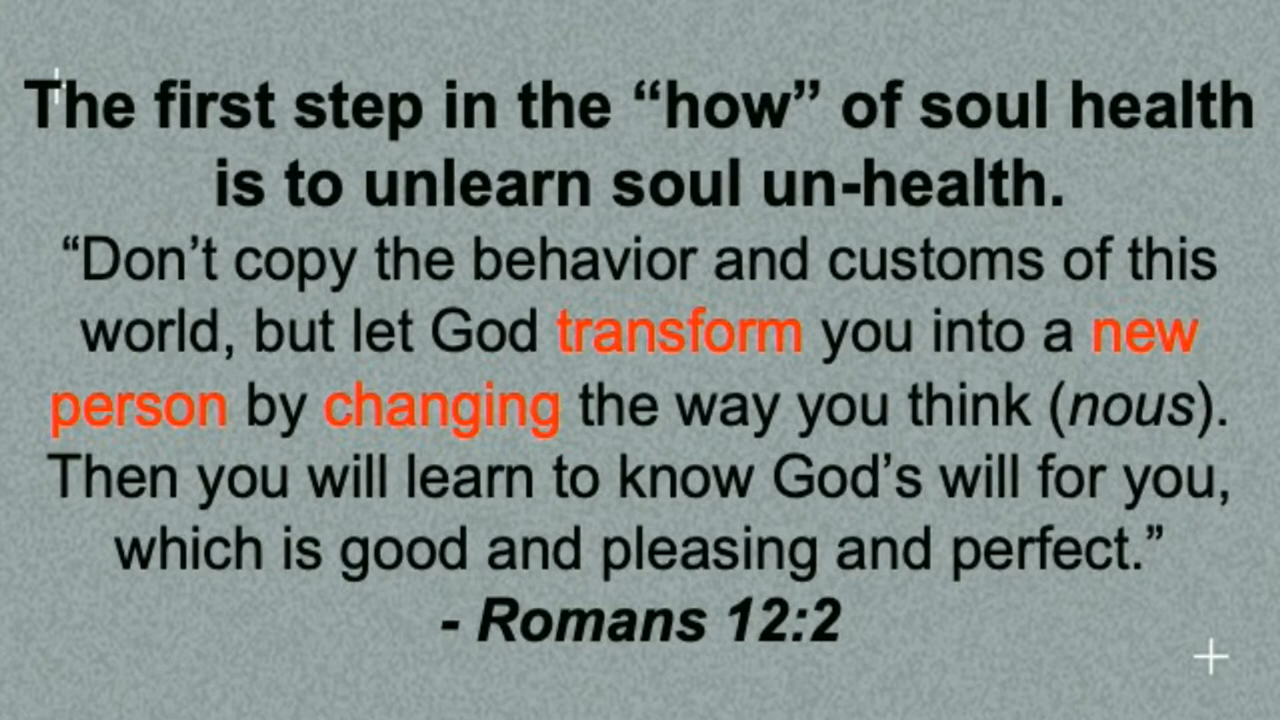 The first step in the “how” of soul health
is to unlearn soul un-health.
“Don’t copy the behavior and customs of this
world, but let God transform you into a new
person by changing the way you think (nous).
Then you will learn to know God’s will for you,
which is good and pleasing and perfect.”
- Romans 12:2